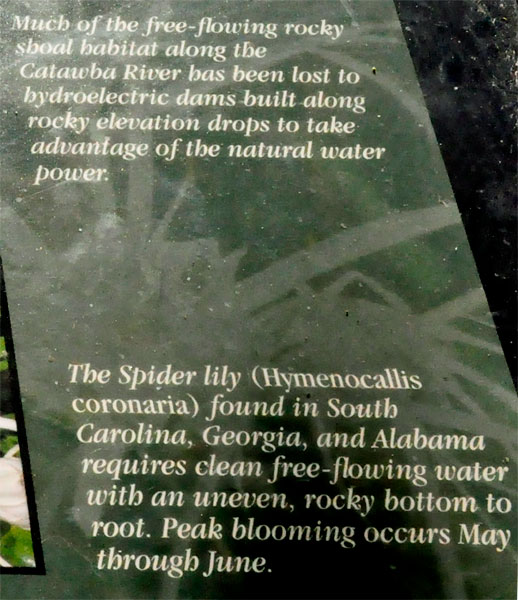 Much of the free-flowing rocky
shoal habitat along the
Catawba River has been lost to
hydroelectric dams built along
rocky elevation drops to take
advantage of the natural water
power.
The Spider lily (Hymenocallis
coronaria) found in South
Carolina, Georgia, and Alabama
requires clean free-flowing water
with an uneven, rocky bottom to
root. Peak blooming occurs May
through June.